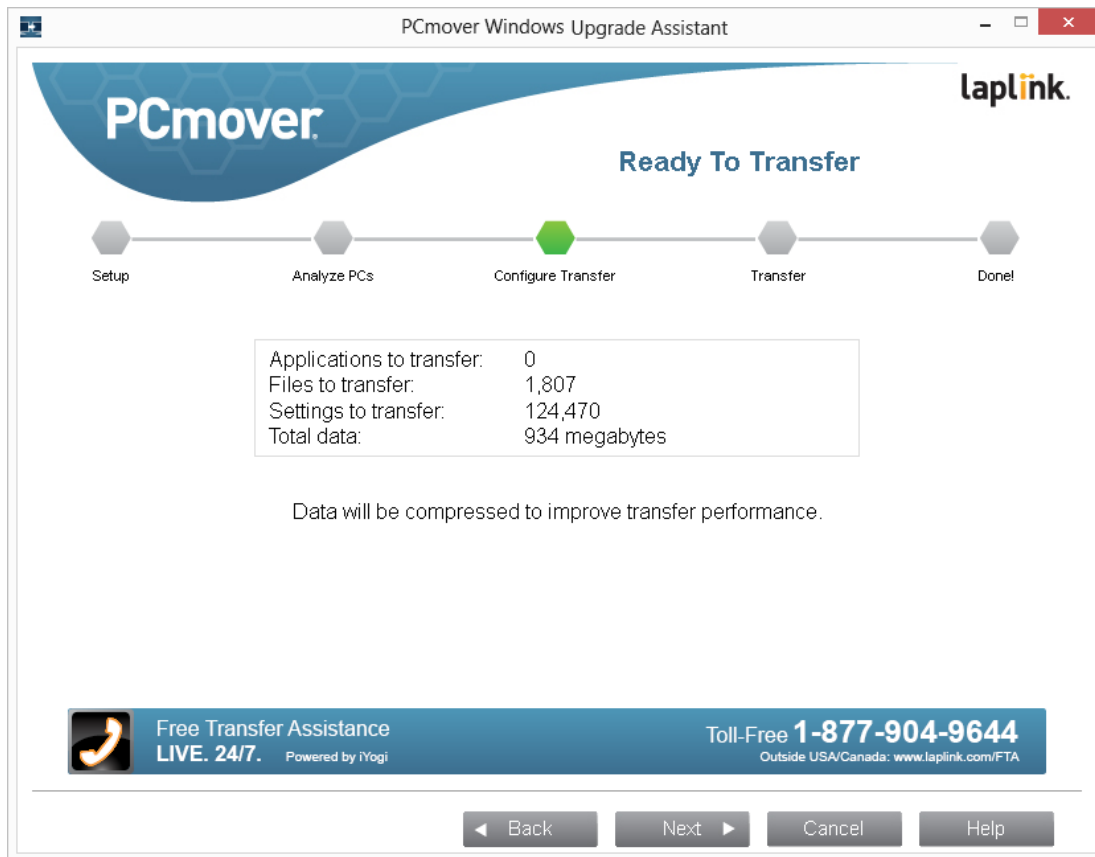 PCmover Windows Upgrade Assistant
laplink.
PCmover.
Ready To Transfer
Setup
Analyze PCs
Configure Transfer
Transfer
Done!
Applications to transfer: 0
Files to transfer: 1,807
Settings to transfer: 124,470
Total data: 934 megabytes
Data will be compressed to improve transfer performance.
Free Transfer Assistance
LIVE. 24/7. Powered by iYogi
Toll-Free 1-877-904-9644
Outside USA/Canada: www.laplink.com/FTA
Back
Next
Cancel
Help